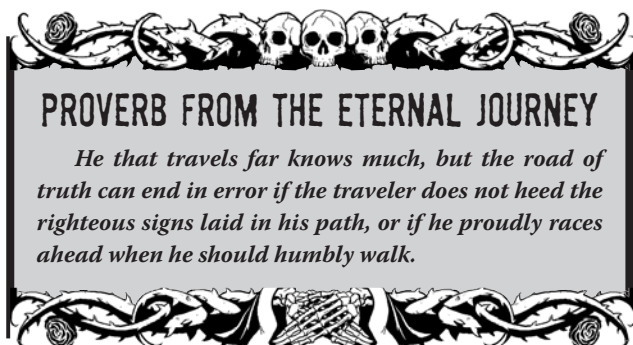 PROVERB FROM THE ETERNAL JOURNEY
He that travels far knows much, but the road of
truth can end in error if the traveler does not heed the
righteous signs laid in his path, or if he proudly races
ahead when he should humbly walk.